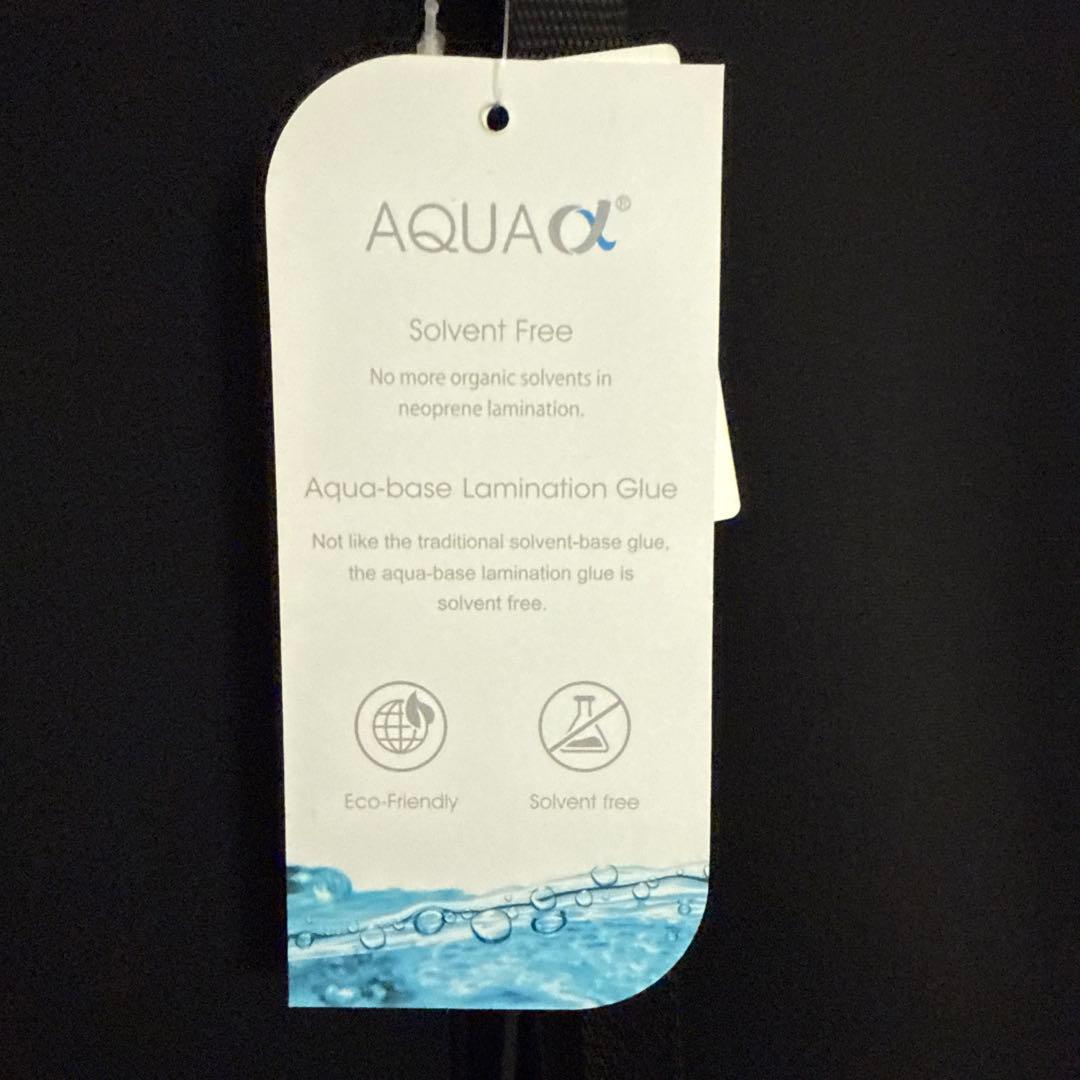 AQUA α®
Solvent Free
No more organic solvents in
neoprene lamination.
Aqua-base Lamination Glue
Not like the traditional solvent-base glue,
the aqua-base lamination glue is
solvent free.
Eco-Friendly Solvent free